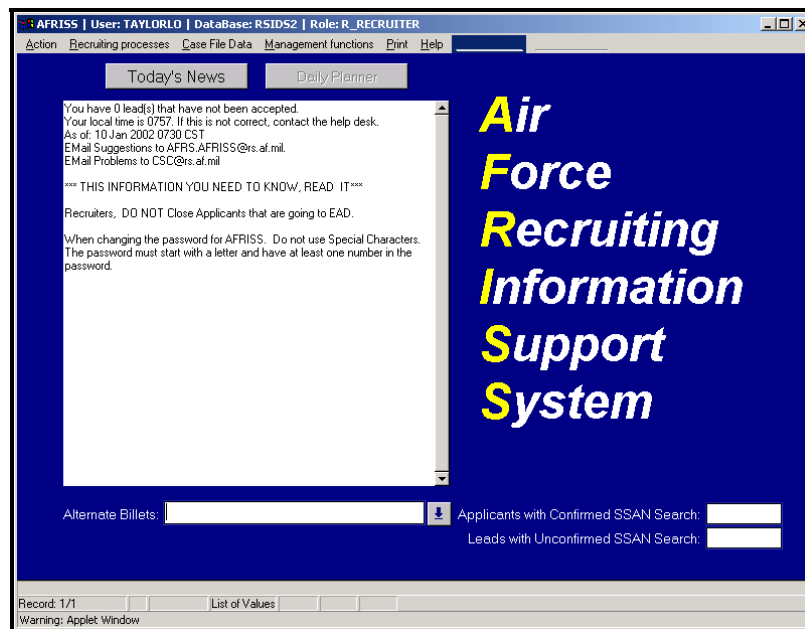 AFRISS | User: TAYLORLO | DataBase: RSIDS2 | Role: R_RECRUITER
Action Recruiting processes Case File Data Management functions Print Help
Today's News Daily Planner
You have 0 lead(s) that have not been accepted.
Your local time is 0757. If this is not correct, contact the help desk.
As of: 10 Jan 2002 0730 CST
EMail Suggestions to AFRS.AFRISS@rs.af.mil.
EMail Problems to CSC@rs.af.mil
*** THIS INFORMATION YOU NEED TO KNOW, READ IT***
Recruiters, DO NOT Close Applicants that are going to EAD.
When changing the password for AFRISS. Do not use Special Characters.
The password must start with a letter and have at least one number in the
password.
Air
Force
Recruiting
Information
Support
System
Alternate Billets:
Applicants with Confirmed SSAN Search:
Leads with Unconfirmed SSAN Search:
Record: 1/1 List of Values
Warning: Applet Window